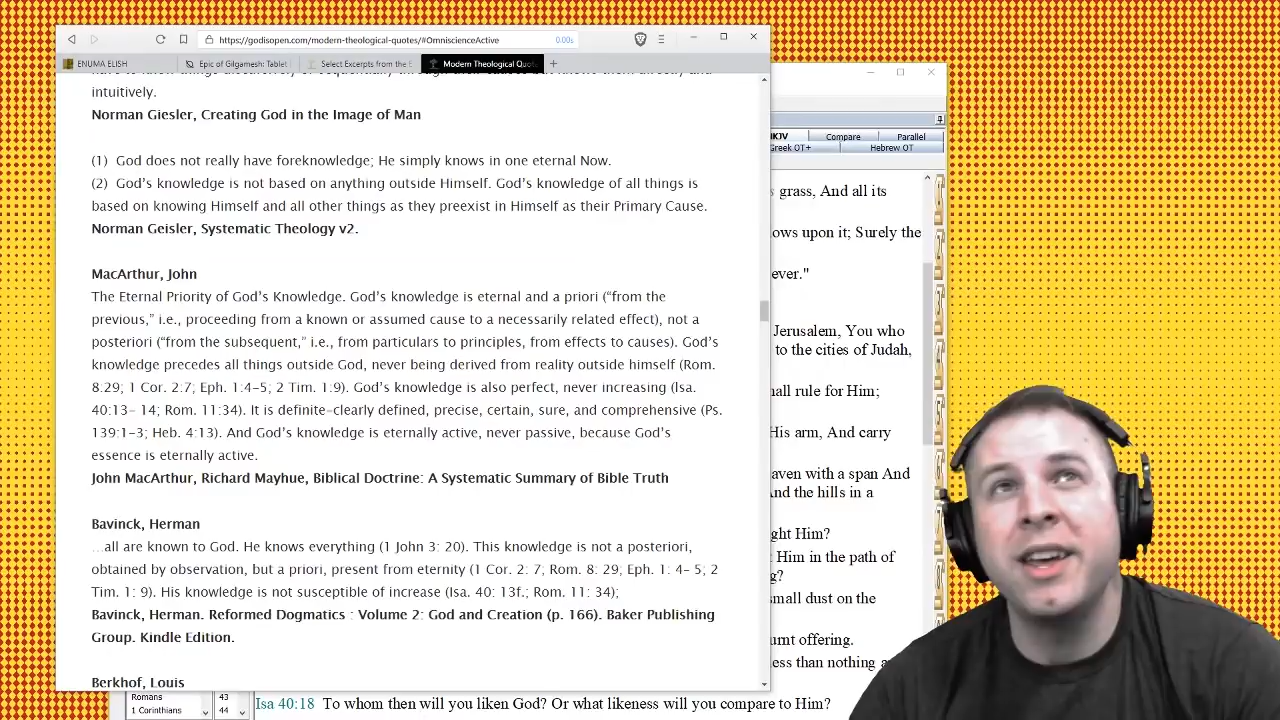 https://godisopen.com/modern-theological-quotes/#OmniscienceActive
0.00s
ENUMA ELISH
Epic of Gilgamesh: Tablet
Select Excerpts from the E
Modern Theological Quo
intuitively.
Norman Giesler, Creating God in the Image of Man
(1) God does not really have foreknowledge; He simply knows in one eternal Now.
(2) God's knowledge is not based on anything outside Himself. God's knowledge of all things is
based on knowing Himself and all other things as they preexist in Himself as their Primary Cause.
Norman Geisler, Systematic Theology v2.
MacArthur, John
The Eternal Priority of God's Knowledge. God's knowledge is eternal and a priori ("from the
previous," i.e., proceeding from a known or assumed cause to a necessarily related effect), not a
posteriori ("from the subsequent," i.e., from particulars to principles, from effects to causes). God's
knowledge precedes all things outside God, never being derived from reality outside himself (Rom.
8:29; 1 Cor. 2:7; Eph. 1:4-5; 2 Tim. 1:9). God's knowledge is also perfect, never increasing (Isa.
40:13- 14; Rom. 11:34). It is definite-clearly defined, precise, certain, sure, and comprehensive (Ps.
139:1-3; Heb. 4:13). And God's knowledge is eternally active, never passive, because God's
essence is eternally active.
John MacArthur, Richard Mayhue, Biblical Doctrine: A Systematic Summary of Bible Truth
Bavinck, Herman
…all are known to God. He knows everything (1 John 3: 20). This knowledge is not a posteriori,
obtained by observation, but a priori, present from eternity (1 Cor. 2: 7; Rom. 8: 29; Eph. 1: 4- 5; 2
Tim. 1: 9). His knowledge is not susceptible of increase (Isa. 40: 13f.; Rom. 11: 34);
Bavinck, Herman. Reformed Dogmatics : Volume 2: God and Creation (p. 166). Baker Publishing
Group. Kindle Edition.
Berkhof, Louis
KJV Compare Parallel
Greek OT+ Hebrew OT
grass, And all its
ows upon it; Surely the
ever."
Jerusalem, You who
to the cities of Judah,
all rule for Him;
His arm, And carry
aven with a span And
nd the hills in a
ght Him?
Him in the path of
g?
small dust on the
urnt offering.
ess than nothing a
Romans 43
1 Corinthians 44
Isa 40:18 To whom then will you liken God? Or what likeness will you compare to Him?